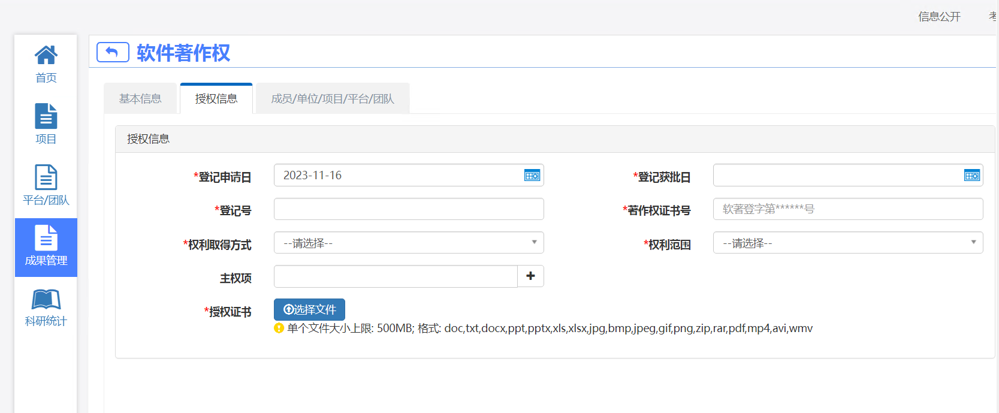 信息公开
首页
项目
平台/团队
成果管理
科研统计
软件著作权
基本信息
授权信息
成员/单位/项目/平台/团队
授权信息
*登记申请日 2023-11-16 *登记获批日
*登记号 *著作权证书号 软著登字第******号
*权利取得方式 --请选择-- *权利范围 --请选择--
主权项
*授权证书 选择文件
单个文件大小上限: 500MB; 格式: doc,txt,docx,ppt,pptx,xls,xlsx,jpg,bmp,jpeg,gif,png,zip,rar,pdf,mp4,avi,wmv